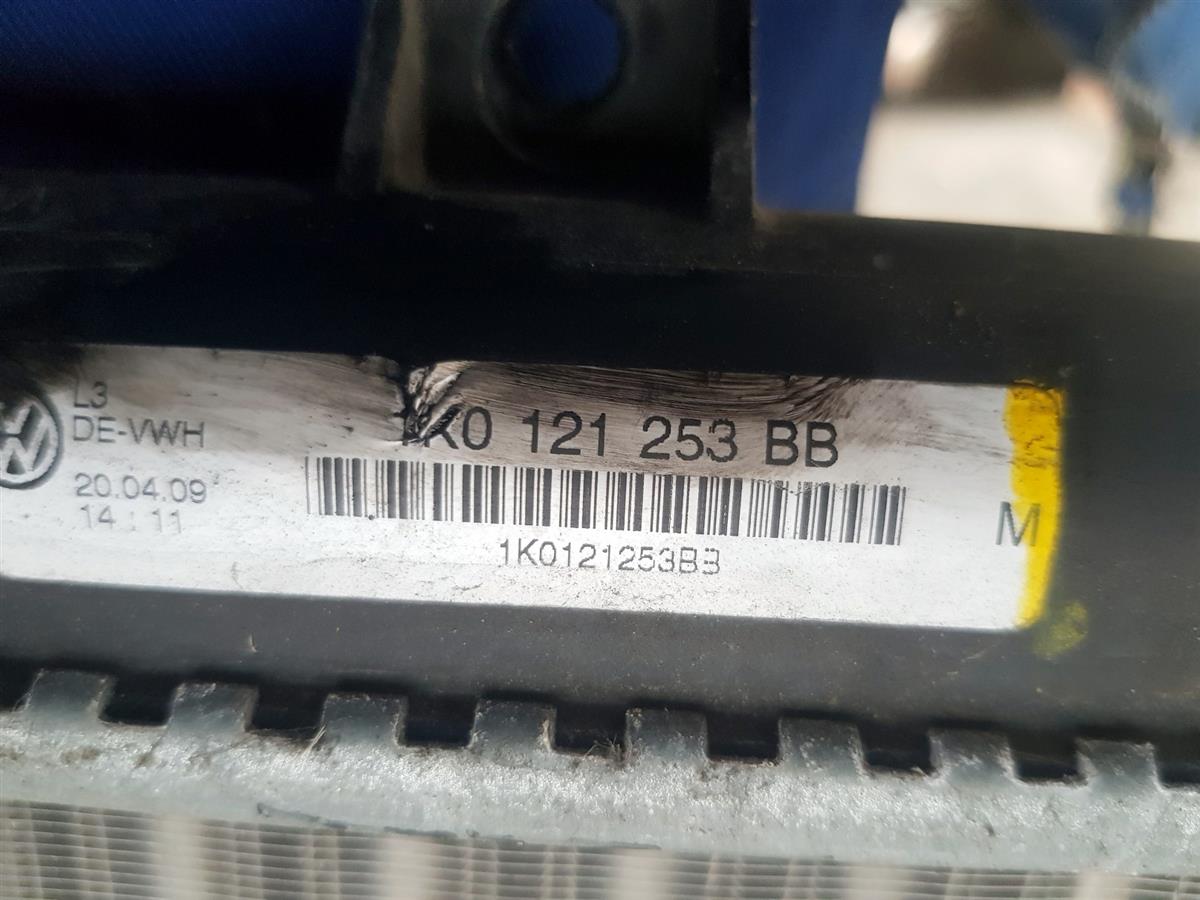 L3
DE-VWH
20.04.09
14:11
1K0 121 253 BB
1K0121253BB
M